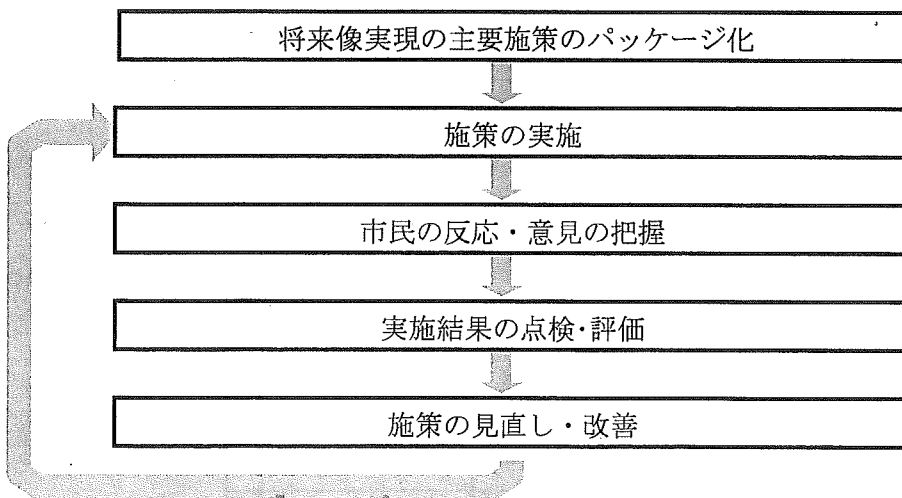 将来像実現の主要施策のパッケージ化
施策の実施
市民の反応・意見の把握
実施結果の点検・評価
施策の見直し・改善